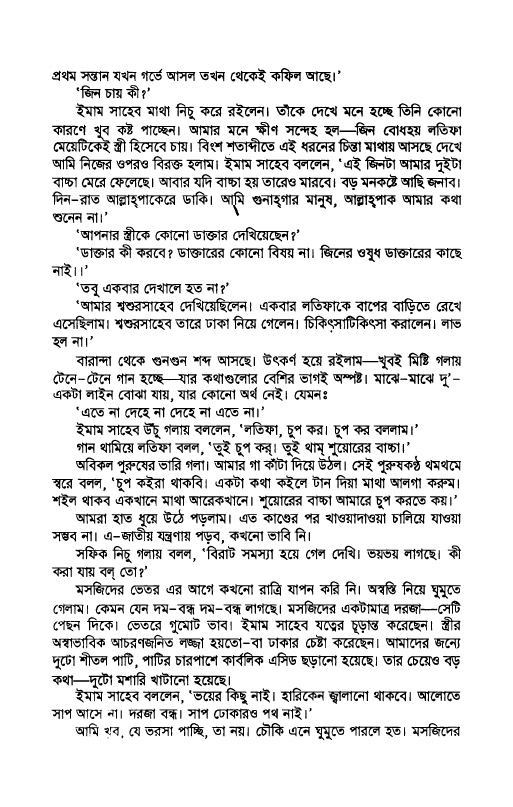 প্রথম সন্তান যখন গর্ভে আসল তখন থেকেই কফিল আছে।’
‘জিন চায় কী?’
ইমাম সাহেব মাথা নিচু করে রইলেন। তাঁকে দেখে মনে হচ্ছে তিনি কোনো
কারণে খুব কষ্ট পাচ্ছেন। আমার মনে ক্ষীণ সন্দেহ হল—জিন বোধহয় লতিফা
মেয়েটিকেই স্ত্রী হিসেবে চায়। বিংশ শতাব্দীতে এই ধরনের চিন্তা মাথায় আসছে দেখে
আমি নিজের ওপরও বিরক্ত হলাম। ইমাম সাহেব বললেন, ‘এই জিনটা আমার দুইটা
বাচ্চা মেরে ফেলেছে। আবার যদি বাচ্চা হয় তারেও মারবে। বড় মনকষ্টে আছি জনাব।
দিন-রাত আল্লাহ্পাকেরে ডাকি। আমি গুনাহ্গার মানুষ, আল্লাহ্পাক আমার কথা
শুনেন না।’
‘আপনার স্ত্রীকে কোনো ডাক্তার দেখিয়েছেন?’
‘ডাক্তার কী করবে? ডাক্তারের কোনো বিষয় না। জিনের ওষুধ ডাক্তারের কাছে
নাই।।’
‘তবু একবার দেখালে হত না?’
‘আমার শ্বশুরসাহেব দেখিয়েছিলেন। একবার লতিফাকে বাপের বাড়িতে রেখে
এসেছিলাম। শ্বশুরসাহেব তারে ঢাকা নিয়ে গেলেন। চিকিৎসাটিকিৎসা করালেন। লাভ
হল না।’
বারান্দা থেকে গুনগুন শব্দ আসছে। উৎকর্ণ হয়ে রইলাম—খুবই মিষ্টি গলায়
টেনে-টেনে গান হচ্ছে—যার কথাগুলোর বেশির ভাগই অস্পষ্ট। মাঝে-মাঝে দু’-
একটা লাইন বোঝা যায়, যার কোনো অর্থ নেই। যেমনঃ
‘এতে না দেহে না দেহে না এতে না।’
ইমাম সাহেব উঁচু গলায় বললেন, ‘লতিফা, চুপ কর। চুপ কর বললাম।’
গান থামিয়ে লতিফা বলল, ‘তুই চুপ কর্। তুই থাম্ শুয়োরের বাচ্চা।’
অবিকল পুরুষের ভারি গলা। আমার গা কাঁটা দিয়ে উঠল। সেই পুরুষকণ্ঠ থমথমে
স্বরে বলল, ‘চুপ কইরা থাকবি। একটা কথা কইলে টান দিয়া মাথা আলগা করুম।
শইল থাকব একখানে মাথা আরেকখানে। শুয়োরের বাচ্চা আমারে চুপ করতে কয়।’
আমরা হাত ধুয়ে উঠে পড়লাম। এত কাণ্ডের পর খাওয়াদাওয়া চালিয়ে যাওয়া
সম্ভব না। এ-জাতীয় যন্ত্রণায় পড়ব, কখনো ভাবি নি।
সফিক নিচু গলায় বলল, ‘বিরাট সমস্যা হয়ে গেল দেখি। ভয়ভয় লাগছে। কী
করা যায় বল্ তো?’
মসজিদের ভেতর এর আগে কখনো রাত্রি যাপন করি নি। অস্বস্তি নিয়ে ঘুমুতে
গেলাম। কেমন যেন দম-বন্ধ দম-বন্ধ লাগছে। মসজিদের একটামাত্র দরজা—সেটি
পেছন দিকে। ভেতরে গুমোট ভাব। ইমাম সাহেব যত্নের চূড়ান্ত করেছেন। স্ত্রীর
অস্বাভাবিক আচরণজনিত লজ্জা হয়তো-বা ঢাকার চেষ্টা করেছেন। আমাদের জন্যে
দুটো শীতল পাটি, পাটির চারপাশে কার্বলিক এসিড ছড়ানো হয়েছে। তার চেয়েও বড়
কথা—দুটো মশারি খাটানো হয়েছে।
ইমাম সাহেব বললেন, ‘ভয়ের কিছু নাই। হারিকেন জ্বালানো থাকবে। আলোতে
সাপ আসে না। দরজা বন্ধ। সাপ ঢোকারও পথ নাই।’
আমি খুব, যে ভরসা পাচ্ছি, তা নয়। চৌকি এনে ঘুমুতে পারলে হত। মসজিদের